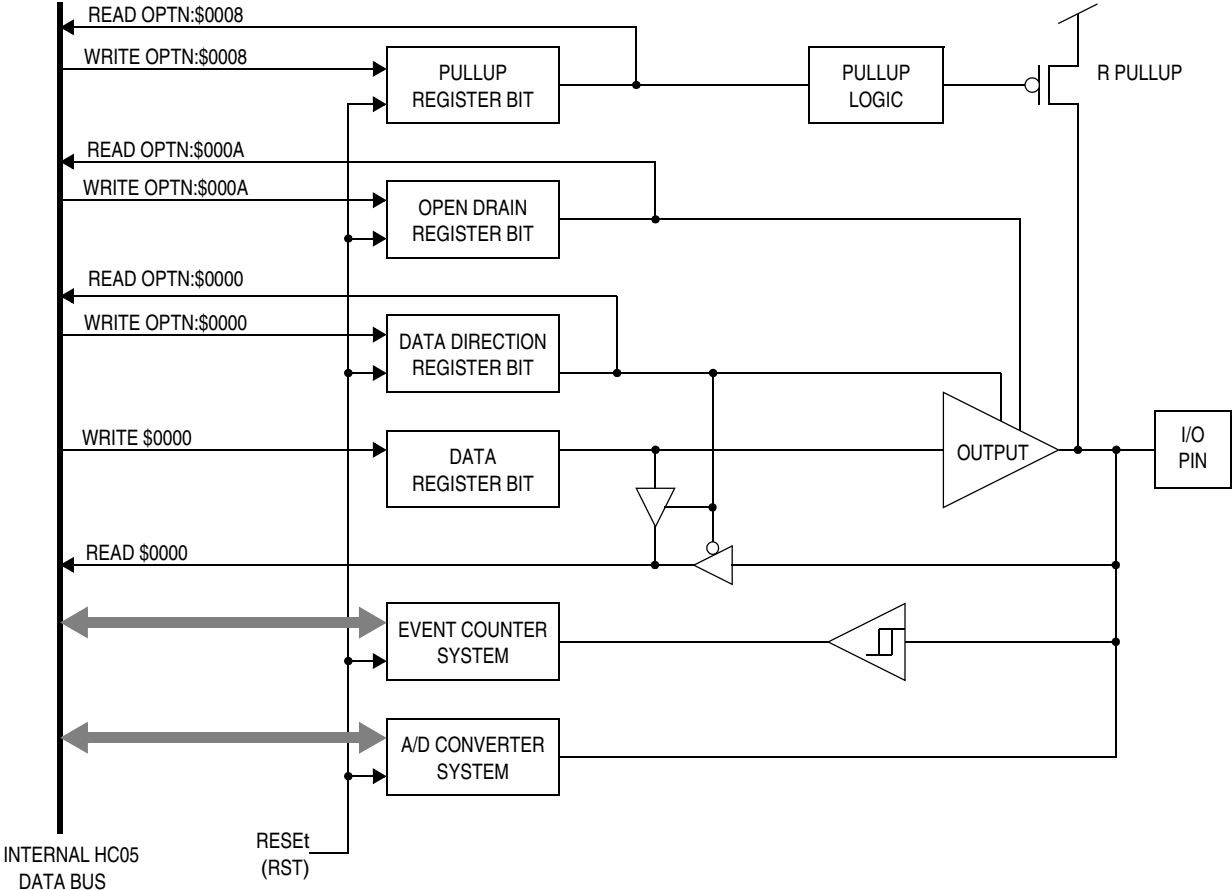 READ OPTN:$0008
WRITE OPTN:$0008
PULLUP
REGISTER BIT
PULLUP
LOGIC
R PULLUP
READ OPTN:$000A
WRITE OPTN:$000A
OPEN DRAIN
REGISTER BIT
READ OPTN:$0000
WRITE OPTN:$0000
DATA DIRECTION
REGISTER BIT
WRITE $0000
DATA
REGISTER BIT
OUTPUT
I/O
PIN
READ $0000
EVENT COUNTER
SYSTEM
A/D CONVERTER
SYSTEM
RESEt
(RST)
INTERNAL HC05
DATA BUS